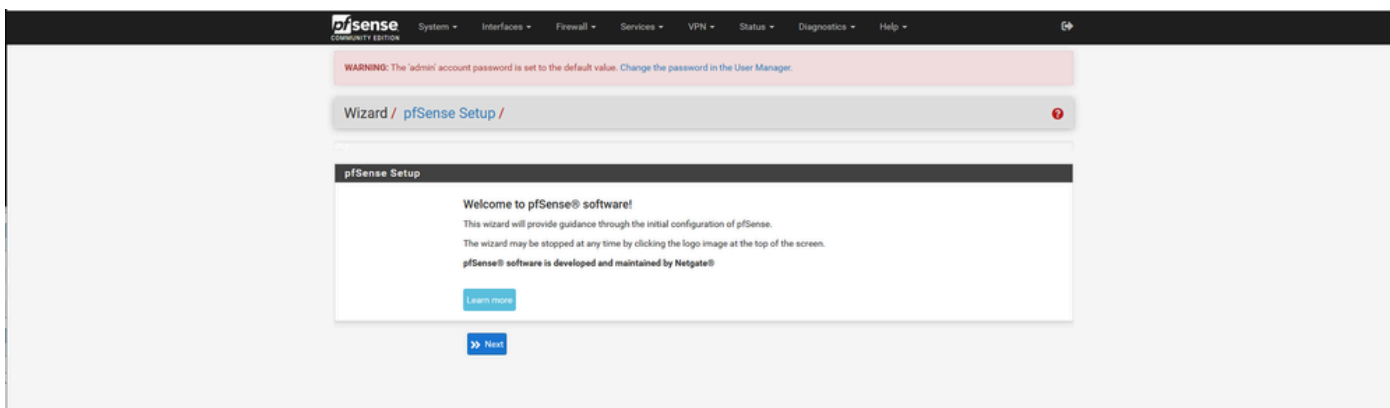 pfsense
COMMUNITY EDITION
System Interfaces Firewall Services VPN Status Diagnostics Help
WARNING: The 'admin' account password is set to the default value. Change the password in the User Manager.
Wizard / pfSense Setup /
pfSense Setup
Welcome to pfSense® software!
This wizard will provide guidance through the initial configuration of pfSense.
The wizard may be stopped at any time by clicking the logo image at the top of the screen.
pfSense® software is developed and maintained by Netgate®
Learn more
Next